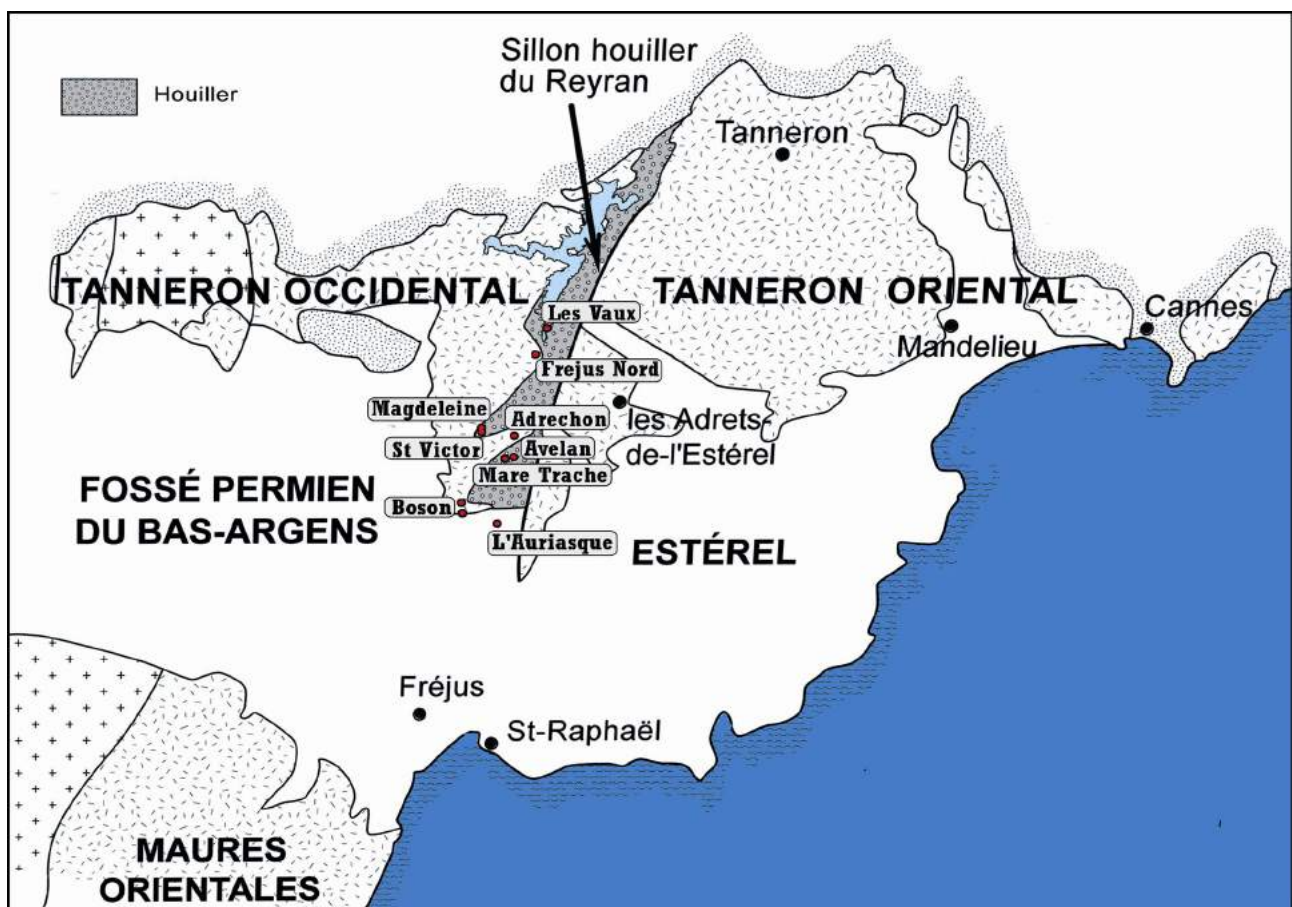 Sillon houiller
du Reyran
Houiller
Tanneron
TANNERON OCCIDENTAL
TANNERON ORIENTAL
Cannes
Les Vaux
Mandelieu
Frejus Nord
Magdeleine
Adrechon
les Adrets-
de-l'Estérel
St Victor
Avelan
Mare Trache
FOSSÉ PERMIEN
DU BAS-ARGENS
Boson
L'Auriasque
ESTÉREL
Fréjus
St-Raphaël
MAURES
ORIENTALES